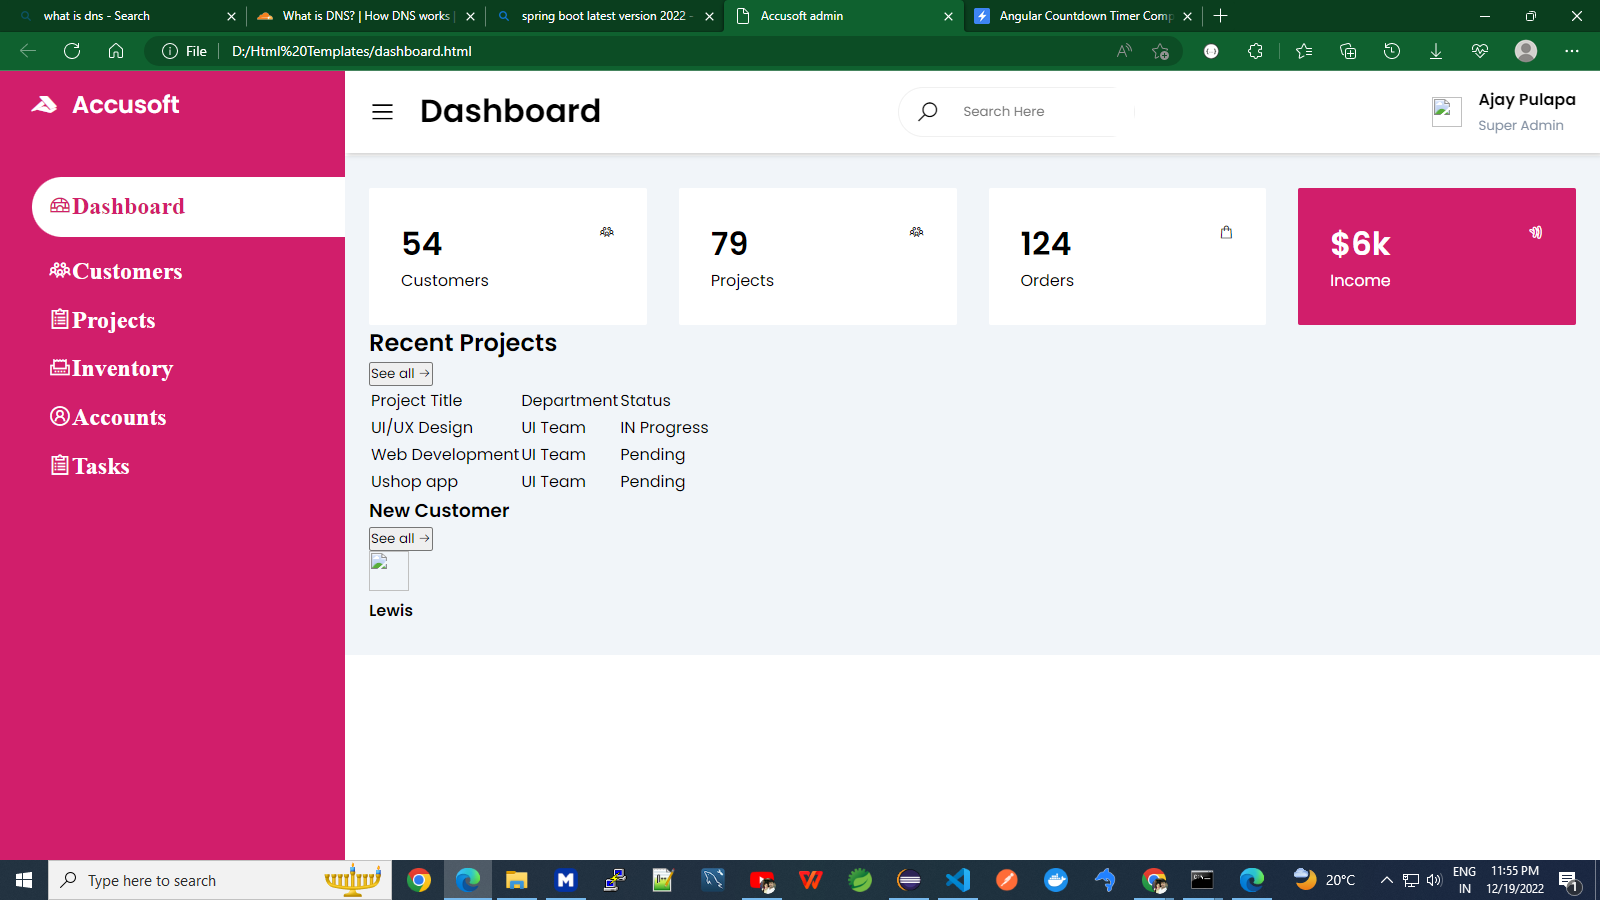 what is dns - Search
What is DNS? | How DNS works |
spring boot latest version 2022 -
Accusoft admin
Angular Countdown Timer Comp
File
D:/Html%20Templates/dashboard.html
Accusoft
Dashboard
Search Here
Ajay Pulapa
Super Admin
Dashboard
Customers
Projects
Inventory
Accounts
Tasks
54
Customers
79
Projects
124
Orders
$6k
Income
Recent Projects
See all →
Project Title Department Status
UI/UX Design UI Team IN Progress
Web Development UI Team Pending
Ushop app UI Team Pending
New Customer
See all →
Lewis
Type here to search
20°C
ENG
IN
11:55 PM
12/19/2022
1